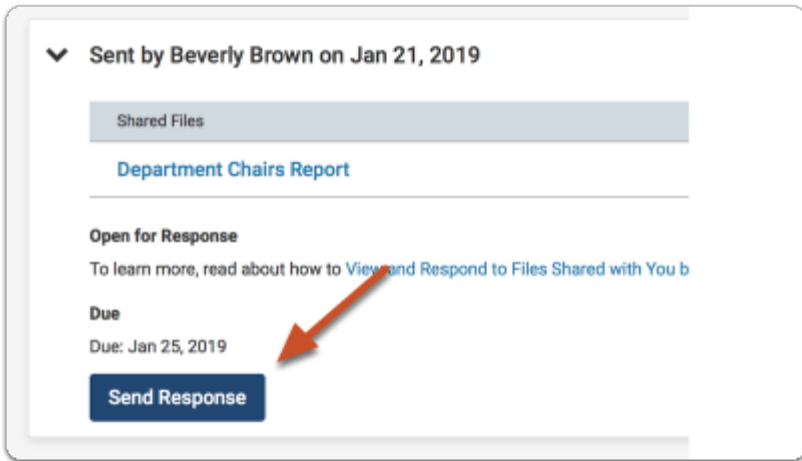 Sent by Beverly Brown on Jan 21, 2019
Shared Files
Department Chairs Report
Open for Response
To learn more, read about how to View and Respond to Files Shared with You b
Due
Due: Jan 25, 2019
Send Response